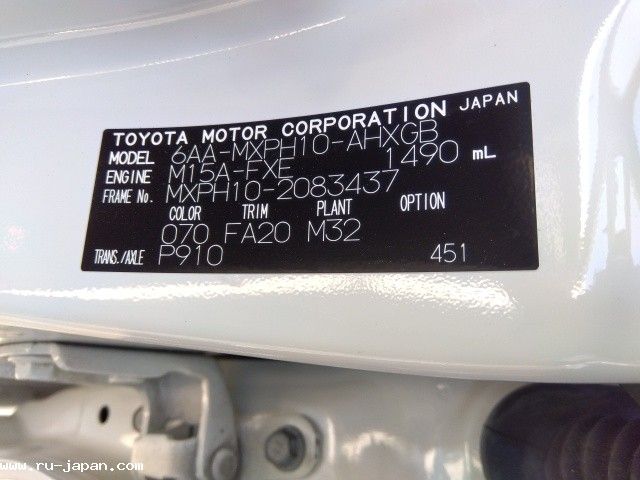 TOYOTA MOTOR CORPORATION JAPAN
MODEL 6AA-MXPH10-AHXGB
ENGINE M15A-FXE 1490 mL
FRAME No. MXPH10-2083437
COLOR TRIM PLANT OPTION
070 FA20 M32
TRANS./AXLE P910 451
www.ru-japan.com